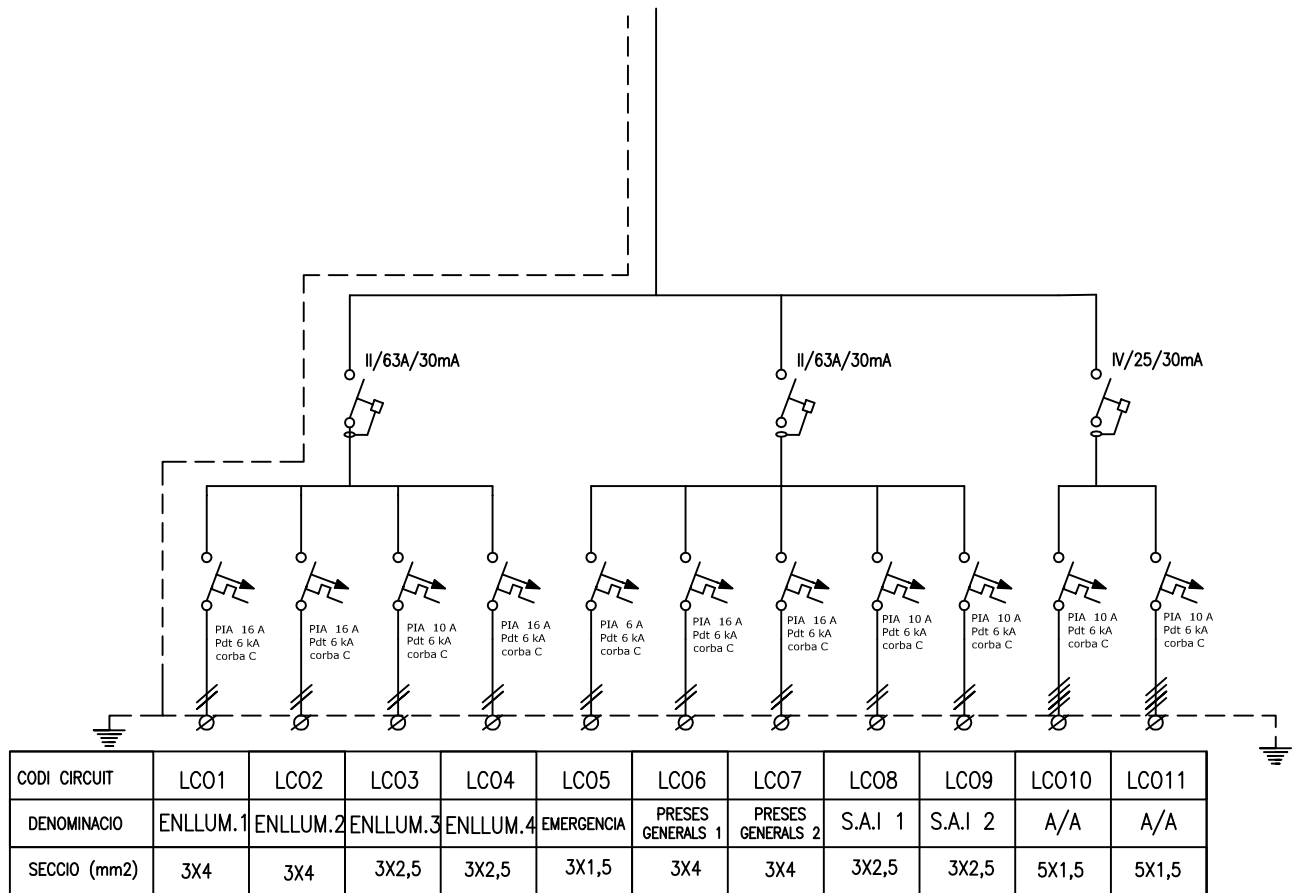 II/63A/30mA
II/63A/30mA
IV/25/30mA
PIA 16 A
Pdt 6 kA
corba C
PIA 16 A
Pdt 6 kA
corba C
PIA 10 A
Pdt 6 kA
corba C
PIA 16 A
Pdt 6 kA
corba C
PIA 6 A
Pdt 6 kA
corba C
PIA 16 A
Pdt 6 kA
corba C
PIA 16 A
Pdt 6 kA
corba C
PIA 10 A
Pdt 6 kA
corba C
PIA 10 A
Pdt 6 kA
corba C
PIA 10 A
Pdt 6 kA
corba C
PIA 10 A
Pdt 6 kA
corba C
CODI CIRCUIT LCO1 LCO2 LCO3 LCO4 LCO5 LCO6 LCO7 LCO8 LCO9 LCO10 LCO11
DENOMINACIO ENLLUM.1 ENLLUM.2 ENLLUM.3 ENLLUM.4 EMERGENCIA PRESES GENERALS 1 PRESES GENERALS 2 S.A.I 1 S.A.I 2 A/A A/A
SECCIO (mm2) 3X4 3X4 3X2,5 3X2,5 3X1,5 3X4 3X4 3X2,5 3X2,5 5X1,5 5X1,5